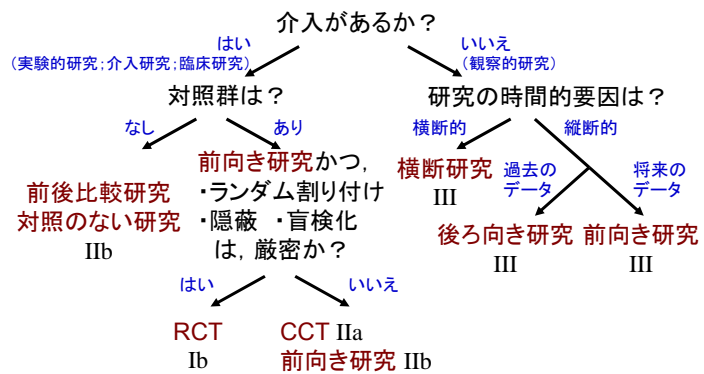 介入があるか？
はい
（実験的研究；介入研究；臨床研究）
いいえ
（観察的研究）
対照群は？
研究の時間的要因は？
なし
あり
横断的
縦断的
前向き研究かつ，
・ランダム割り付け
・隠蔽 ・盲検化
は，厳密か？
前後比較研究
対照のない研究
IIb
横断研究
III
過去の
データ
将来の
データ
後ろ向き研究
III
前向き研究
III
はい
いいえ
RCT
Ib
CCT IIa
前向き研究 IIb